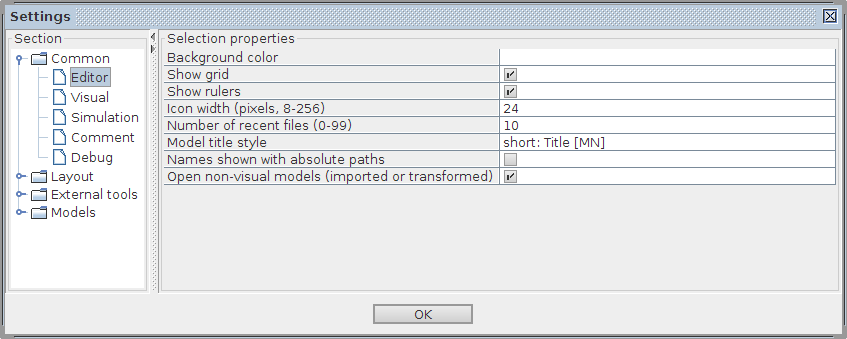 Settings
Section
Common
Editor
Visual
Simulation
Comment
Debug
Layout
External tools
Models
Selection properties
Background color
Show grid
Show rulers
Icon width (pixels, 8-256) 24
Number of recent files (0-99) 10
Model title style short: Title [MN]
Names shown with absolute paths
Open non-visual models (imported or transformed)
OK